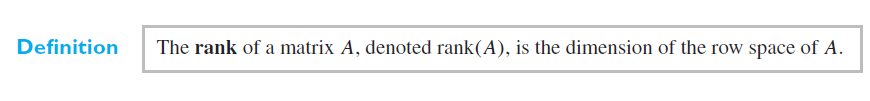 Definition The rank of a matrix A, denoted rank(A), is the dimension of the row space of A.